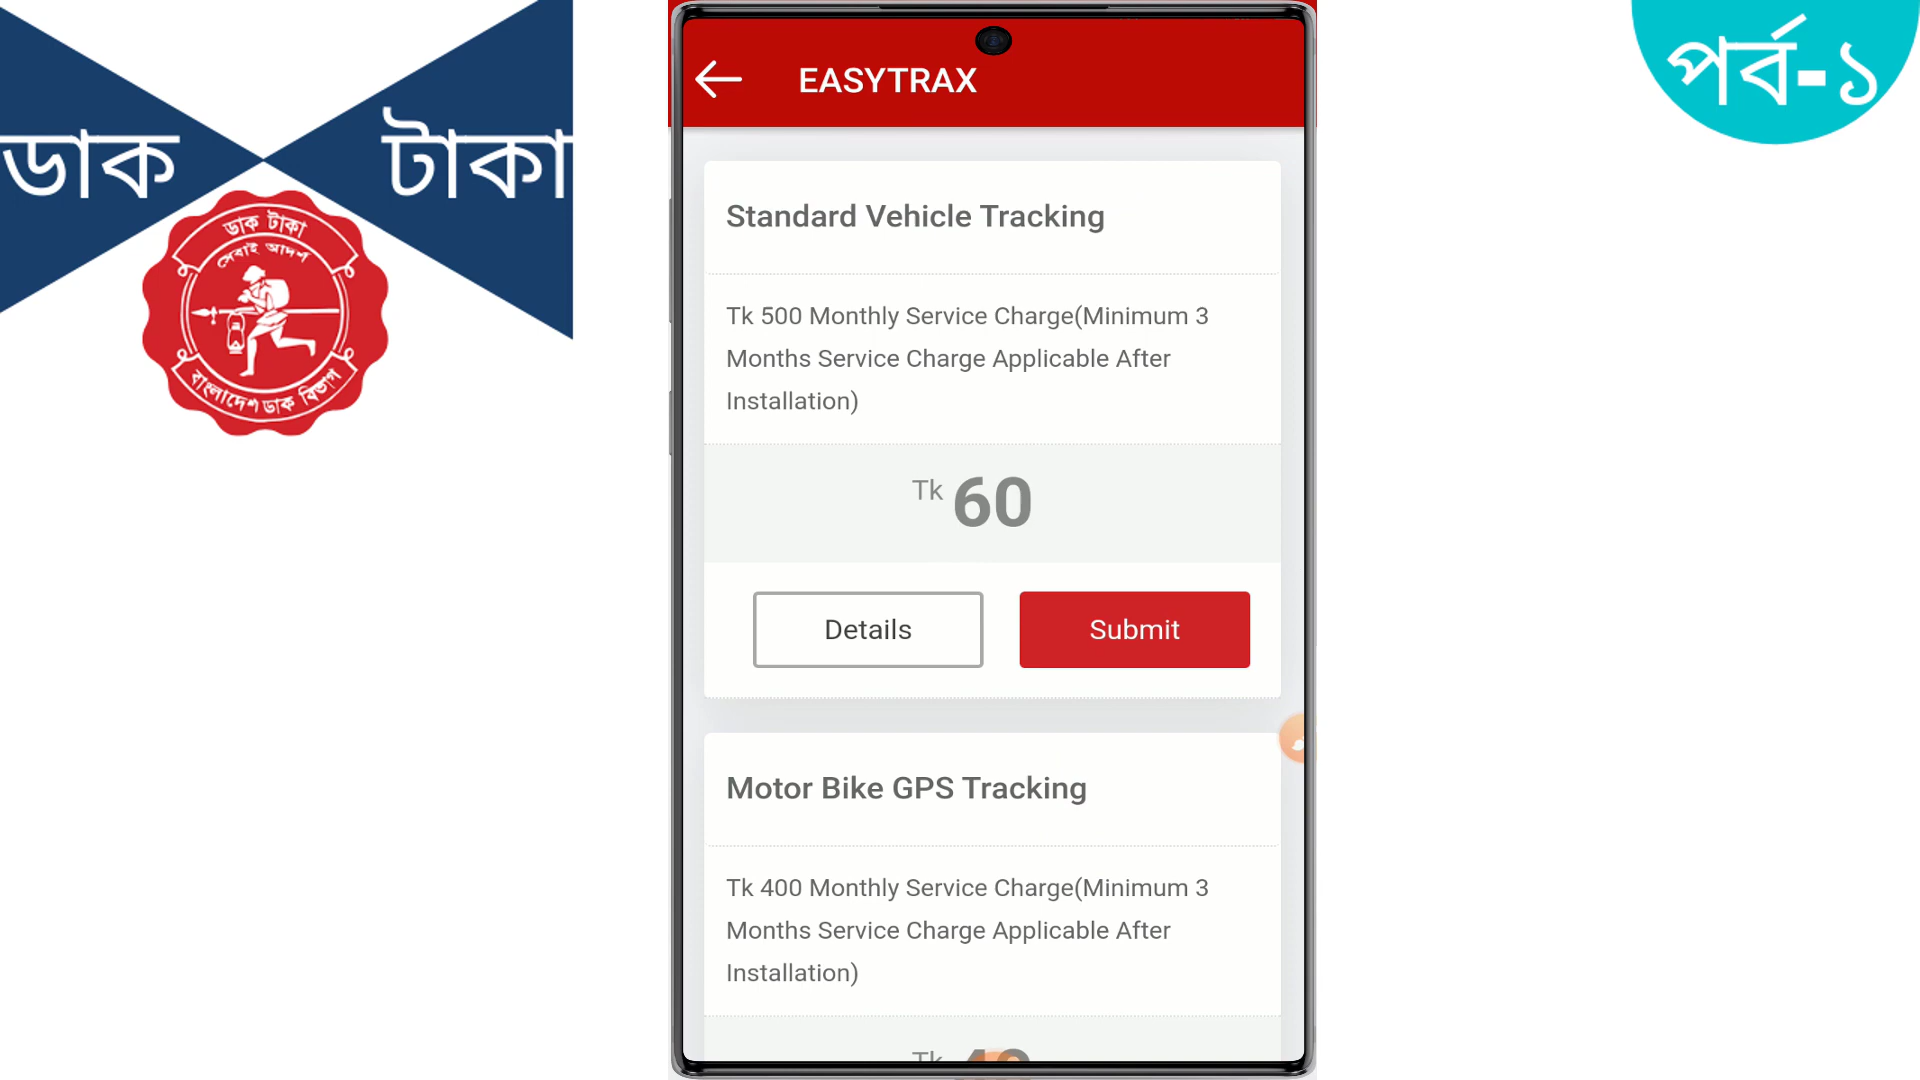 ডাক টাকা
ডাক টাকা
সেবাই আদর্শ
বাংলাদেশ ডাক বিভাগ
পর্ব-১
EASYTRAX
Standard Vehicle Tracking
Tk 500 Monthly Service Charge(Minimum 3
Months Service Charge Applicable After
Installation)
Tk 60
Details Submit
Motor Bike GPS Tracking
Tk 400 Monthly Service Charge(Minimum 3
Months Service Charge Applicable After
Installation)
Tk